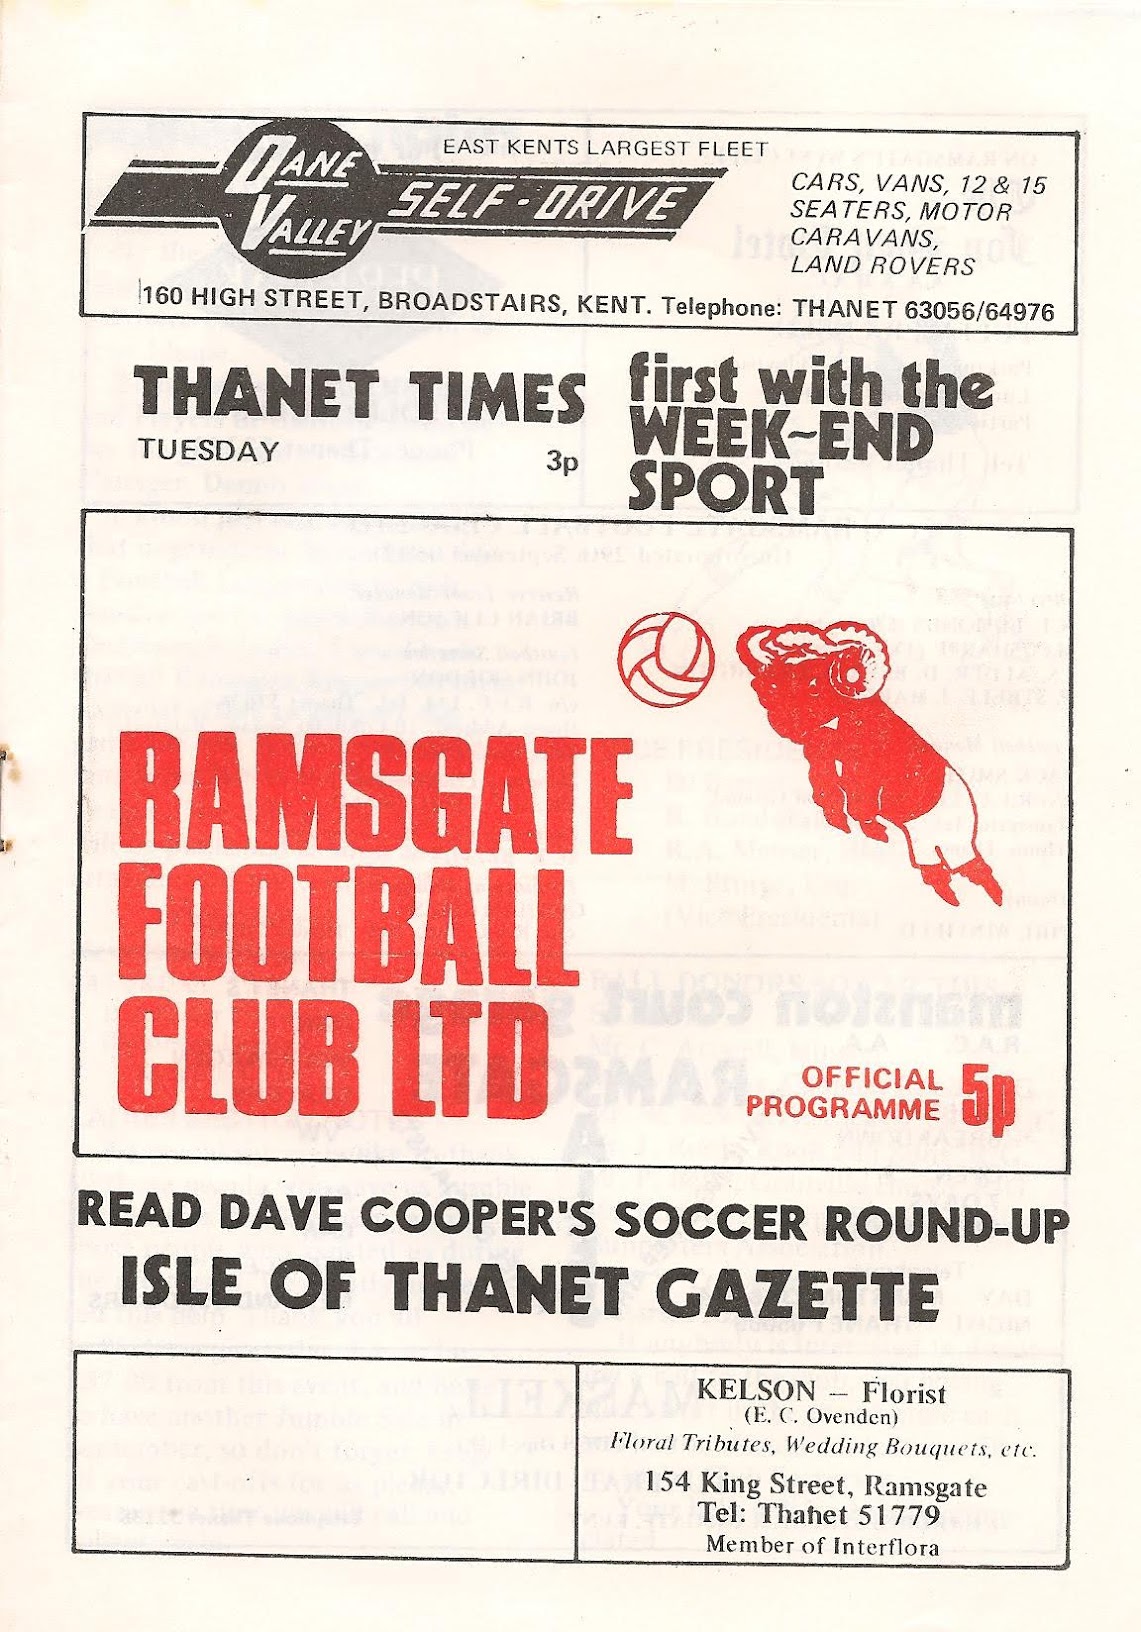 EAST KENTS LARGEST FLEET
DANE
VALLEY
SELF-DRIVE
CARS, VANS, 12 & 15
SEATERS, MOTOR
CARAVANS,
LAND ROVERS
160 HIGH STREET, BROADSTAIRS, KENT. Telephone: THANET 63056/64976
THANET TIMES
TUESDAY 3p
first with the
WEEK~END
SPORT
RAMSGATE
FOOTBALL
CLUB LTD
OFFICIAL
PROGRAMME 5p
READ DAVE COOPER'S SOCCER ROUND-UP
ISLE OF THANET GAZETTE
KELSON – Florist
(E. C. Ovenden)
Floral Tributes, Wedding Bouquets, etc.
154 King Street, Ramsgate
Tel: Thahet 51779
Member of Interflora